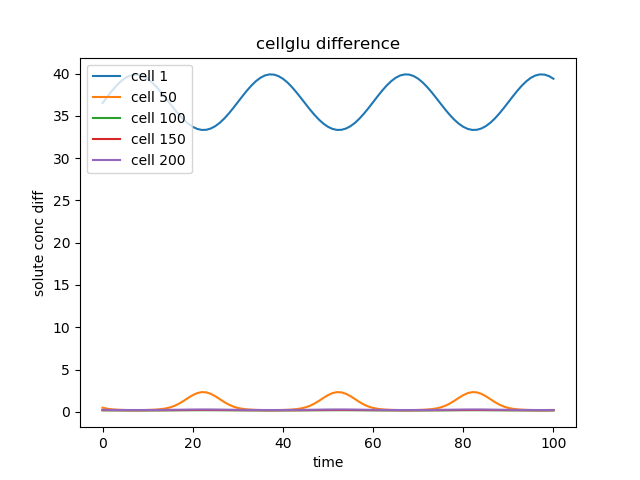 cellglu difference
cell 1
cell 50
cell 100
cell 150
cell 200
solute conc diff
40
35
30
25
20
15
10
5
0
0 20 40 60 80 100
time